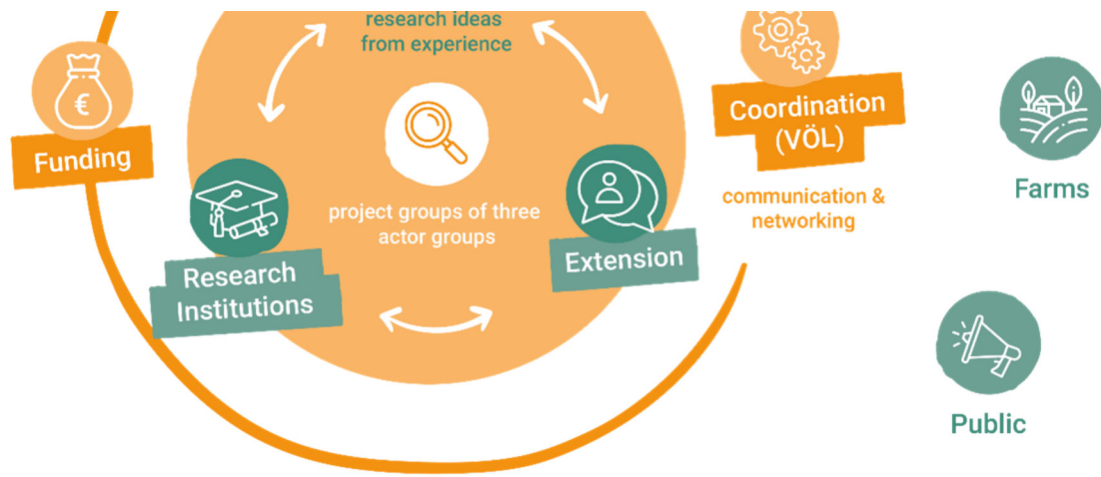 research ideas
from experience
€
Funding
Coordination
(VÖL)
communication &
networking
Farms
project groups of three
actor groups
Research
Institutions
Extension
Public